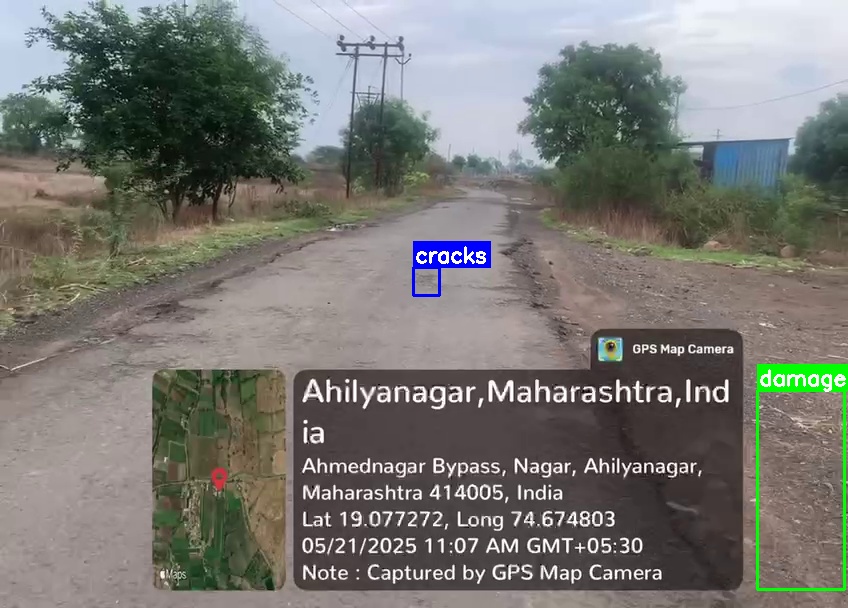 cracks
GPS Map Camera
damage
Ahilyanagar,Maharashtra,Ind
ia
Ahmednagar Bypass, Nagar, Ahilyanagar,
Maharashtra 414005, India
Lat 19.077272, Long 74.674803
05/21/2025 11:07 AM GMT+05:30
Note : Captured by GPS Map Camera
Maps